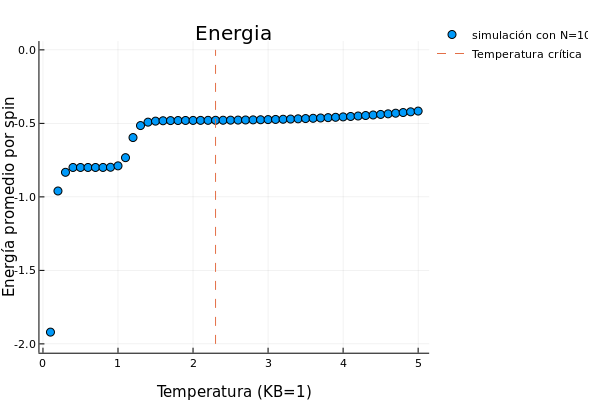 Energia
simulación con N=10
Temperatura crítica
Energía promedio por spin
0.0
-0.5
-1.0
-1.5
-2.0
0 1 2 3 4 5
Temperatura (KB=1)